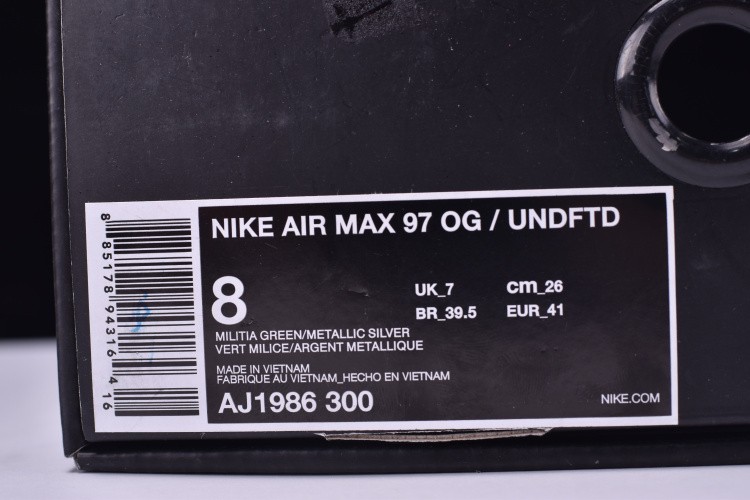 NIKE AIR MAX 97 OG / UNDFTD
8
UK_7 cm_26
BR_39.5 EUR_41
MILITIA GREEN/METALLIC SILVER
VERT MILICE/ARGENT METALLIQUE
MADE IN VIETNAM
FABRIQUE AU VIETNAM_HECHO EN VIETNAM
AJ1986 300
NIKE.COM
8 85178 94316 4 16